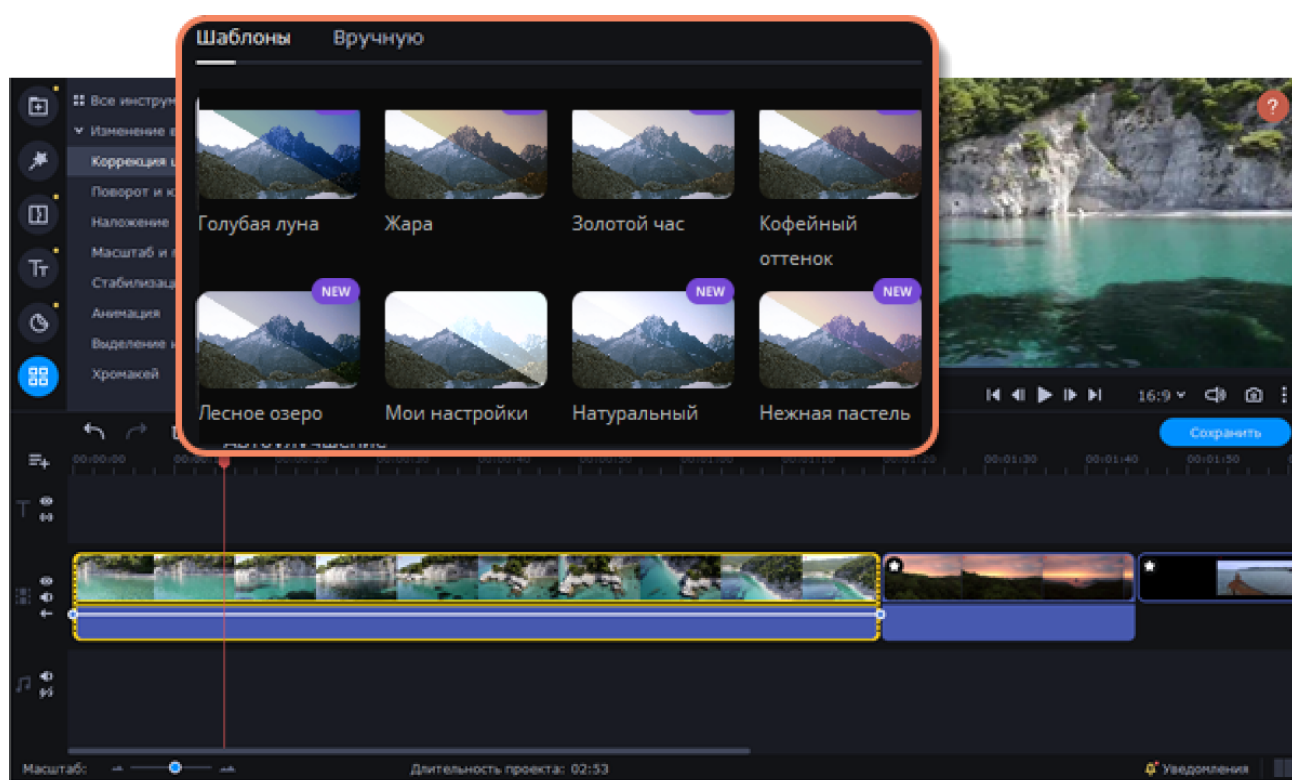 Шаблоны
Вручную
Голубая луна
Жара
Золотой час
Кофейный
оттенок
NEW
NEW
NEW
Лесное озеро
Мои настройки
Натуральный
Нежная пастель
Все
Изменение
Коррекция
Поворот и
Наложение
Масштаб и
Анимация
Выделение
Хромакей
?
16:9
Сохранить
00:00:00
00:01:30
00:01:40
00:01:50
Масштаб:
Длительность проекта: 02:53
Уведомления